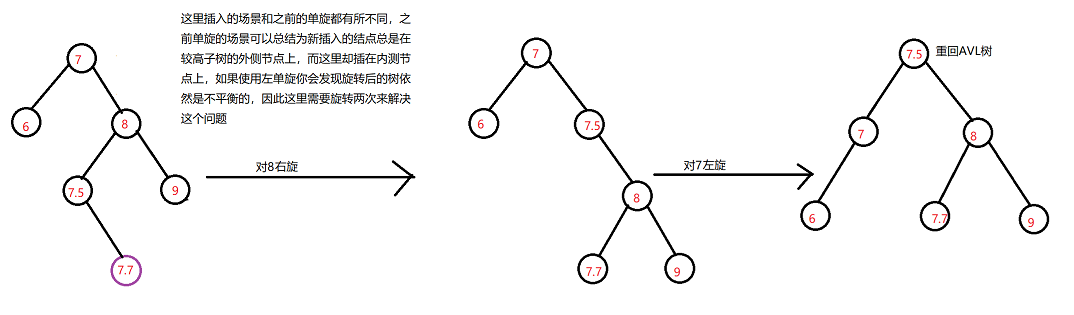 这里插入的场景和之前的单旋都有所不同，之
前单旋的场景可以总结为新插入的结点总是在
较高子树的外侧节点上，而这里却插在内测节
点上，如果使用左单旋你会发现旋转后的树依
然是不平衡的，因此这里需要旋转两次来解决
这个问题
7
6
8
7.5
9
7.7
对8右旋
7
6
7.5
8
7.7
9
对7左旋
7.5
重回AVL树
7
8
6
7.7
9